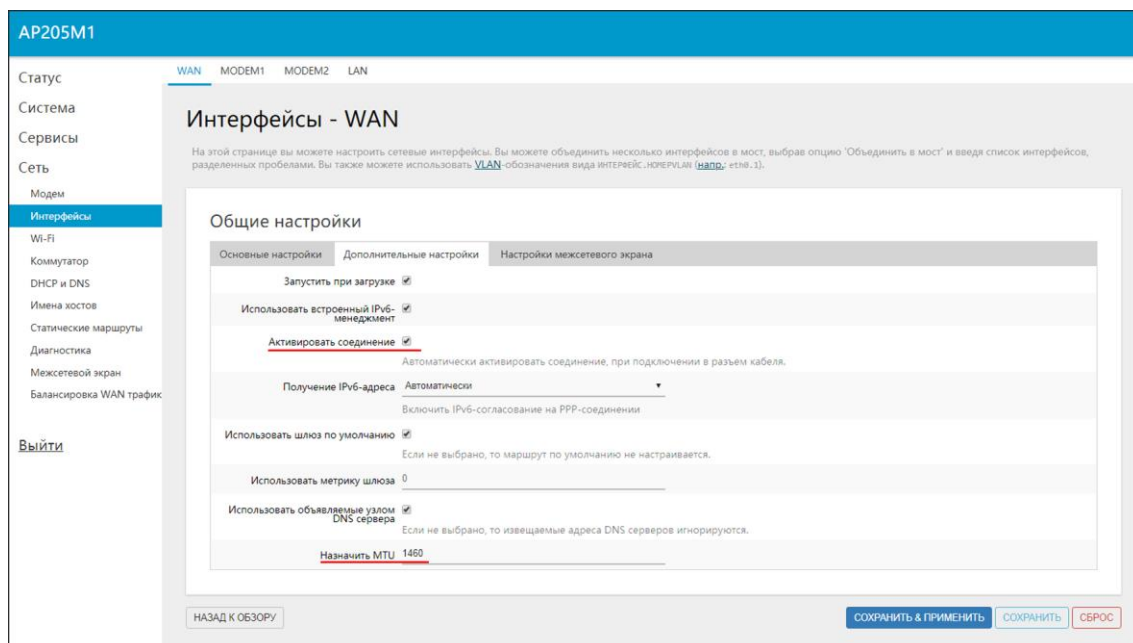 AP205M1
Статус
Система
Сервисы
Сеть
Модем
Интерфейсы
Wi-Fi
Коммутатор
DHCP и DNS
Имена хостов
Статические маршруты
Диагностика
Межсетевой экран
Балансировка WAN трафик
Выйти
WAN MODEM1 MODEM2 LAN
Интерфейсы - WAN
На этой странице вы можете настроить сетевые интерфейсы. Вы можете объединить несколько интерфейсов в мост, выбрав опцию 'Объединить в мост' и введя список интерфейсов,
разделенных пробелами. Вы также можете использовать VLAN-обозначения вида ИНТЕРФЕЙС.НОМЕРVLAN (напр.: eth0.1).
Общие настройки
Основные настройки Дополнительные настройки Настройки межсетевого экрана
Запустить при загрузке
Использовать встроенный IPv6-
менеджмент
Активировать соединение
Автоматически активировать соединение, при подключении в разъем кабеля.
Получение IPv6-адреса Автоматически
Включить IPv6-согласование на PPP-соединении
Использовать шлюз по умолчанию
Если не выбрано, то маршрут по умолчанию не настраивается.
Использовать метрику шлюза 0
Использовать объявляемые узлом
DNS сервера
Если не выбрано, то извещаемые адреса DNS серверов игнорируются.
Назначить MTU 1460
НАЗАД К ОБЗОРУ СОХРАНИТЬ & ПРИМЕНИТЬ СОХРАНИТЬ СБРОС